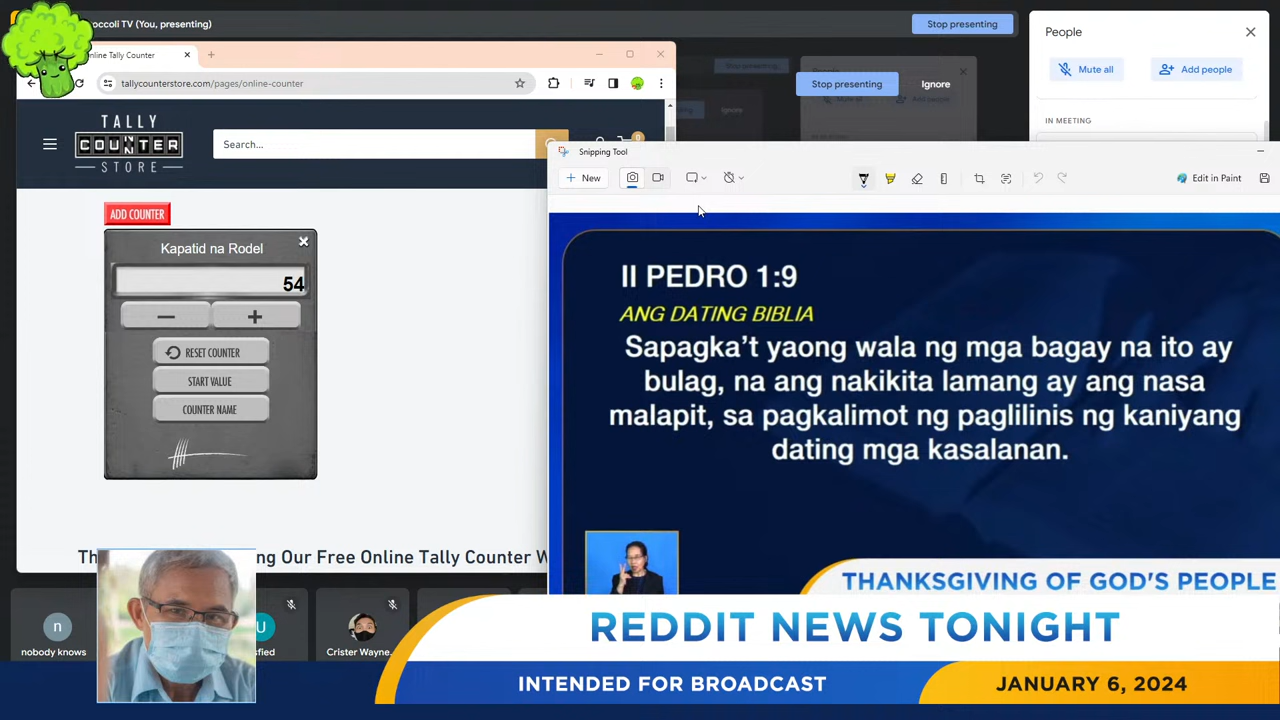 occoli TV (You, presenting)
Stop presenting
People
nline Tally Counter
tallycounterstore.com/pages/online-counter
Stop presenting
Ignore
Mute all
Add people
IN MEETING
TALLY
COUNTER
STORE
Search...
0
Snipping Tool
New
Edit in Paint
ADD COUNTER
Kapatid na Rodel
54
RESET COUNTER
START VALUE
COUNTER NAME
II PEDRO 1:9
ANG DATING BIBLIA
Sapagka't yaong wala ng mga bagay na ito ay
bulag, na ang nakikita lamang ay ang nasa
malapit, sa pagkalimot ng paglilinis ng kaniyang
dating mga kasalanan.
Th ng Our Free Online Tally Counter W
THANKSGIVING OF GOD'S PEOPLE
REDDIT NEWS TONIGHT
n
U
nobody knows
sfied
Crister Wayne...
INTENDED FOR BROADCAST
JANUARY 6, 2024